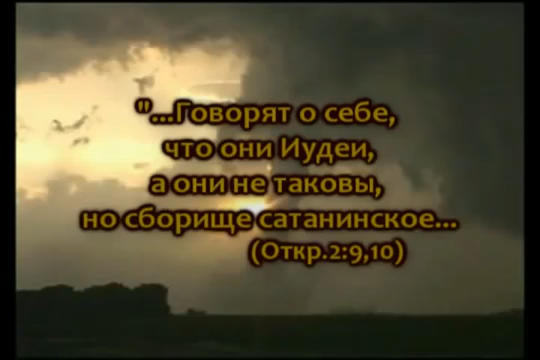 "...Говорят о себе,
что они Иудеи,
а они не таковы,
но сборище сатанинское...
(Откр.2:9,10)